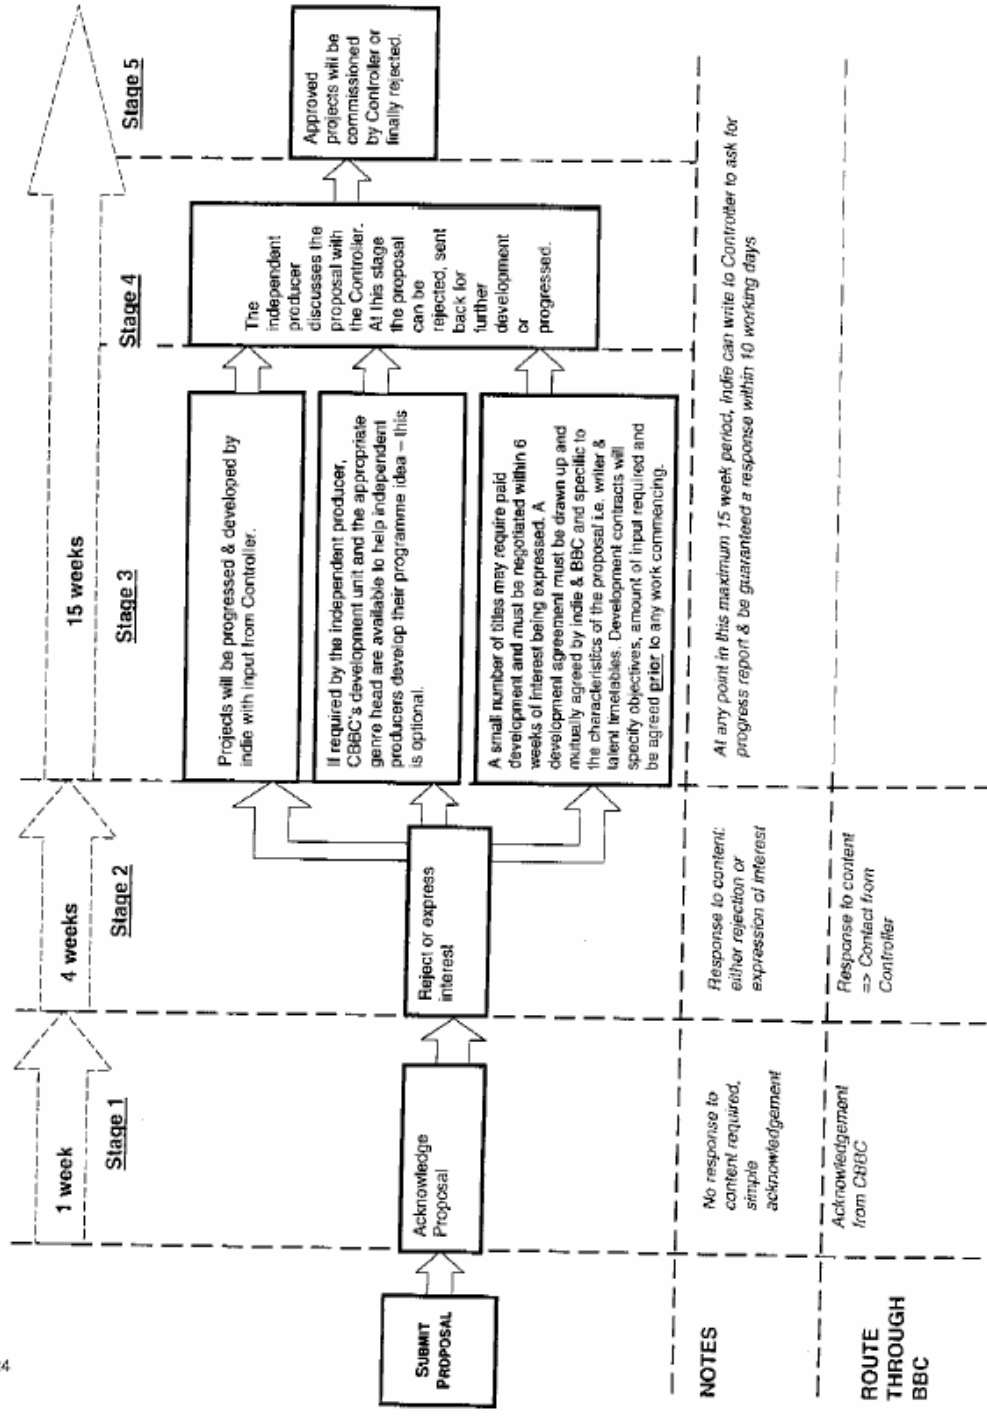 1 week
4 weeks
15 weeks
Stage 1
Stage 2
Stage 3
Stage 4
Stage 5
SUBMIT
PROPOSAL
Acknowledge
Proposal
Reject or express
interest
Projects will be progressed & developed by
indie with input from Controller.
If required by the independent producer,
CBBC's development unit and the appropriate
genre head are available to help independent
producers develop their programme idea – this
is optional.
A small number of titles may require paid
development and must be negotiated within 6
weeks of interest being expressed. A
development agreement must be drawn up and
mutually agreed by indie & BBC and specific to
the characteristics of the proposal i.e. writer &
talent timetables. Development contracts will
specify objectives, amount of input required and
be agreed prior to any work commencing.
The
independent
producer
discusses the
proposal with
the Controller.
At this stage
the proposal
can be
rejected, sent
back for
further
development
or
progressed.
Approved
projects will be
commissioned
by Controller or
finally rejected.
NOTES
No response to
content required,
simple
acknowledgement
Response to content:
either rejection or
expression of interest
At any point in this maximum 15 week period, indie can write to Controller to ask for
progress report & be guaranteed a response within 10 working days
ROUTE
THROUGH
BBC
Acknowledgement
from CBBC
Response to content
=> Contact from
Controller